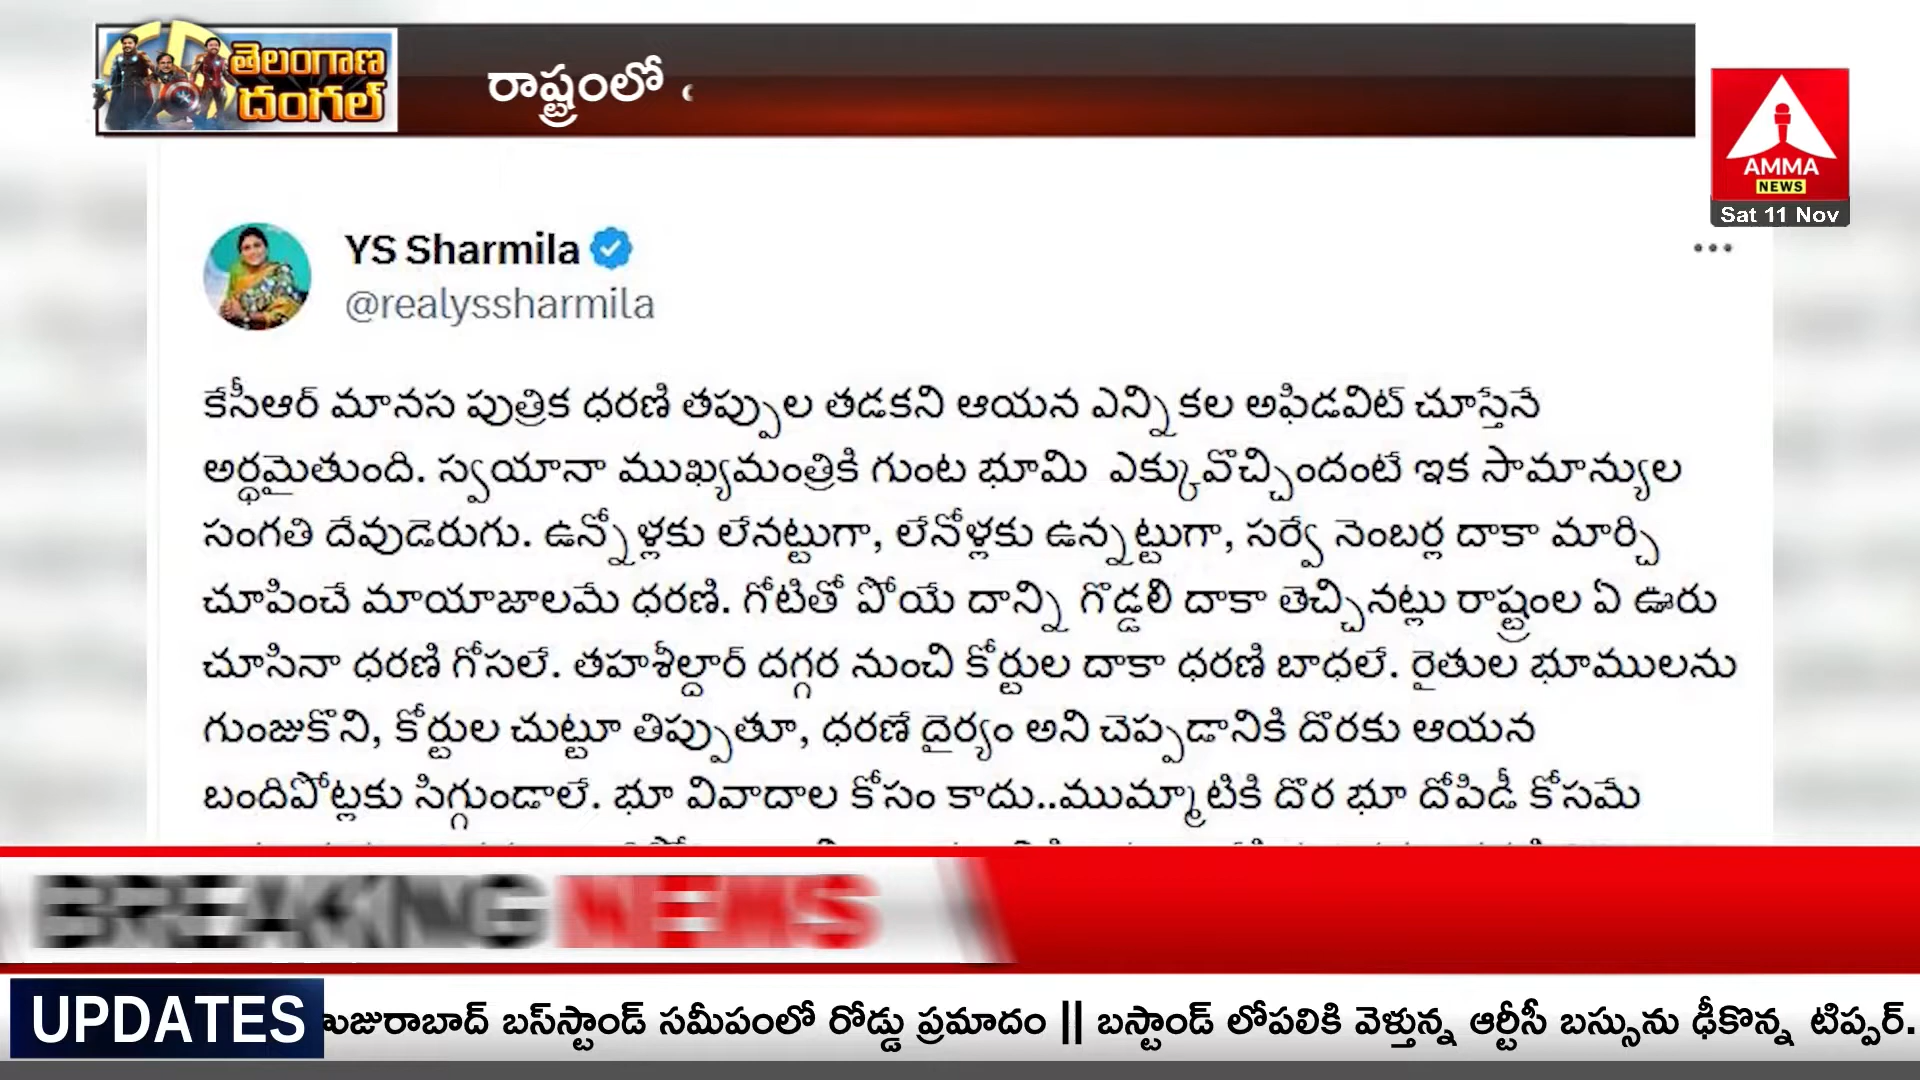 తెలంగాణ
దంగల్
రాష్ట్రంలో
AMMA
NEWS
Sat 11 Nov
YS Sharmila
@realyssharmila
కేసీఆర్ మానస పుత్రిక ధరణి తప్పుల తడకని ఆయన ఎన్నికల అఫిడవిట్ చూస్తేనే
అర్థమైతుంది. స్వయానా ముఖ్యమంత్రికి గుంట భూమి ఎక్కువొచ్చిందంటే ఇక సామాన్యుల
సంగతి దేవుడెరుగు. ఉన్నోళ్లకు లేనట్టుగా, లేనోళ్లకు ఉన్నట్టుగా, సర్వే నెంబర్ల దాకా మార్చి
చూపించే మాయాజాలమే ధరణి. గోటితో పోయే దాన్ని గొడ్డలి దాకా తెచ్చినట్లు రాష్ట్రంల ఏ ఊరు
చూసినా ధరణి గోసలే. తహశీల్దార్ దగ్గర నుంచి కోర్టుల దాకా ధరణి బాధలే. రైతుల భూములను
గుంజుకొని, కోర్టుల చుట్టూ తిప్పుతూ, ధరణే దైర్యం అని చెప్పడానికి దొరకు ఆయన
బందిపోట్లకు సిగ్గుండాలే. భూ వివాదాల కోసం కాదు..ముమ్మాటికి దొర భూ దోపిడీ కోసమే
BREAKING NEWS
UPDATES
ఖజురాబాద్ బస్‌స్టాండ్ సమీపంలో రోడ్డు ప్రమాదం || బస్టాండ్ లోపలికి వెళ్తున్న ఆర్టీసీ బస్సును ఢీకొన్న టిప్పర్.